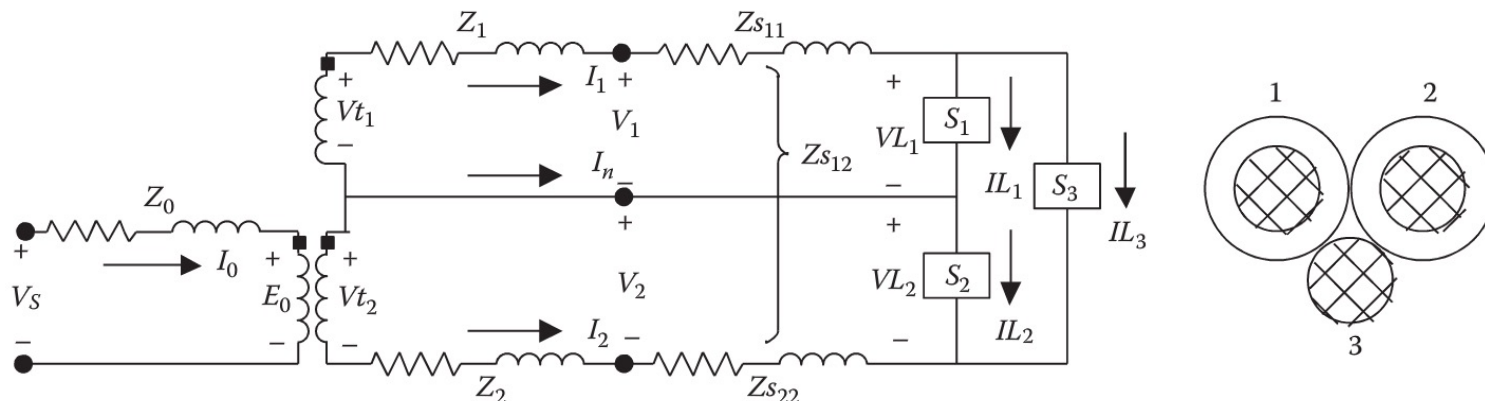 Z0
+
I0
VS
−
+
E0
−
+
Vt1
−
+
Vt2
−
Z1
I1
+
V1
−
In
+
V2
−
I2
Z2
Zs11
Zs12
Zs22
+
VL1
−
+
VL2
−
S1
IL1
S2
IL2
S3
IL3
1
2
3